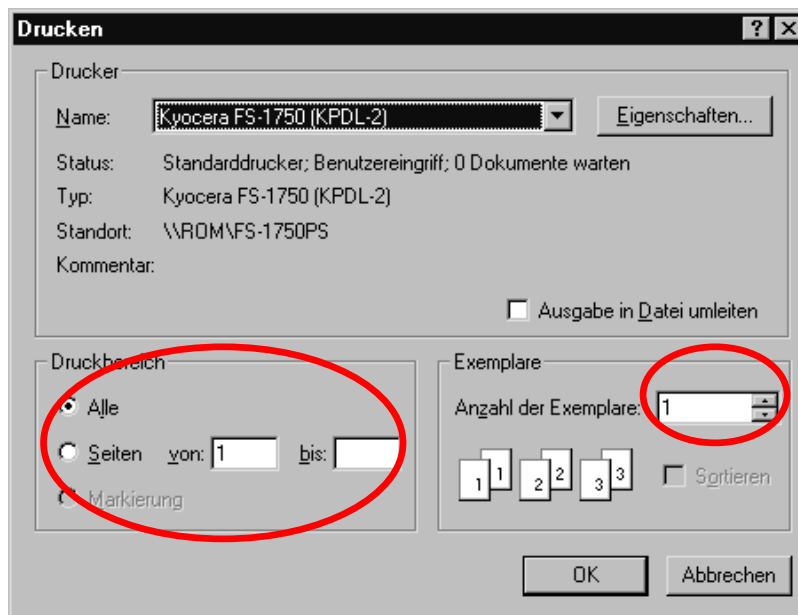 Drucken
Drucker
Name: Kyocera FS-1750 (KPDL-2) Eigenschaften...
Status: Standarddrucker; Benutzereingriff; 0 Dokumente warten
Typ: Kyocera FS-1750 (KPDL-2)
Standort: \\ROM\FS-1750PS
Kommentar:
Ausgabe in Datei umleiten
Druckbereich
Alle
Seiten von: 1 bis:
Markierung
Exemplare
Anzahl der Exemplare: 1
1 1 2 2 3 3 Sortieren
OK Abbrechen